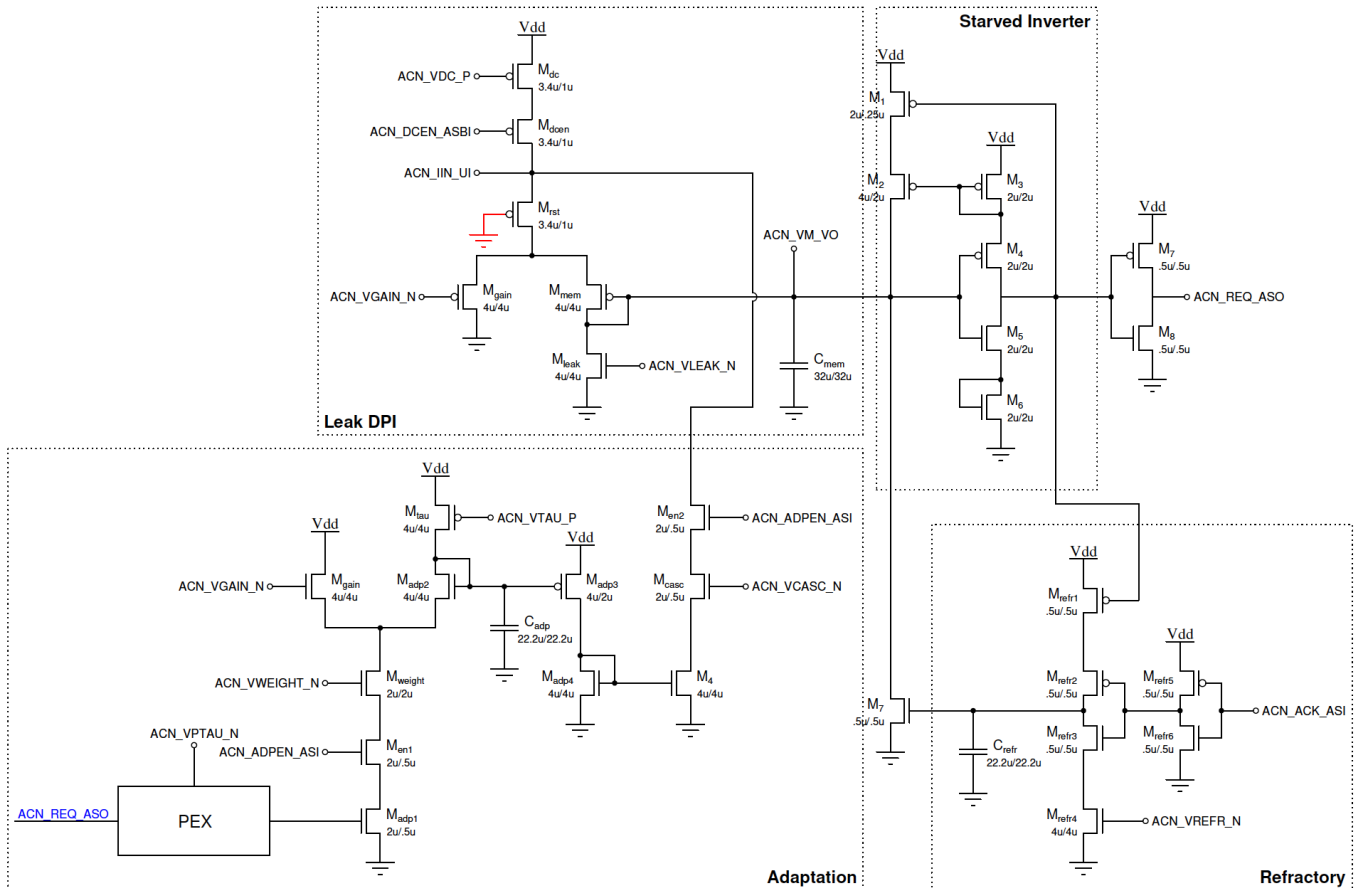 Starved Inverter
Vdd
ACN_VDC_P
Mdc
3.4u/1u
ACN_DCEN_ASBI
Mdcen
3.4u/1u
ACN_IIN_UI
Mrst
3.4u/1u
ACN_VGAIN_N
Mgain
4u/4u
Mmem
4u/4u
Mleak
4u/4u
ACN_VLEAK_N
ACN_VM_VO
Cmem
32u/32u
Leak DPI
Vdd
M1
2u/.25u
M2
4u/2u
Vdd
M3
2u/2u
M4
2u/2u
M5
2u/2u
M6
2u/2u
Vdd
M7
.5u/.5u
ACN_REQ_ASO
M8
.5u/.5u
Vdd
Mtau
4u/4u
ACN_VTAU_P
Vdd
ACN_VGAIN_N
Mgain
4u/4u
Madp2
4u/4u
Cadp
22.2u/22.2u
Vdd
Madp3
4u/2u
Madp4
4u/4u
Men2
2u/.5u
ACN_ADPEN_ASI
Mcasc
2u/.5u
ACN_VCASC_N
M4
4u/4u
ACN_VWEIGHT_N
Mweight
2u/2u
ACN_VPTAU_N
ACN_ADPEN_ASI
Men1
2u/.5u
ACN_REQ_ASO
PEX
Madp1
2u/.5u
Adaptation
M7
.5u/.5u
Crefr
22.2u/22.2u
Vdd
Mrefr1
.5u/.5u
Mrefr2
.5u/.5u
Mrefr3
.5u/.5u
Mrefr4
4u/4u
ACN_VREFR_N
Vdd
Mrefr5
.5u/.5u
Mrefr6
.5u/.5u
ACN_ACK_ASI
Refractory